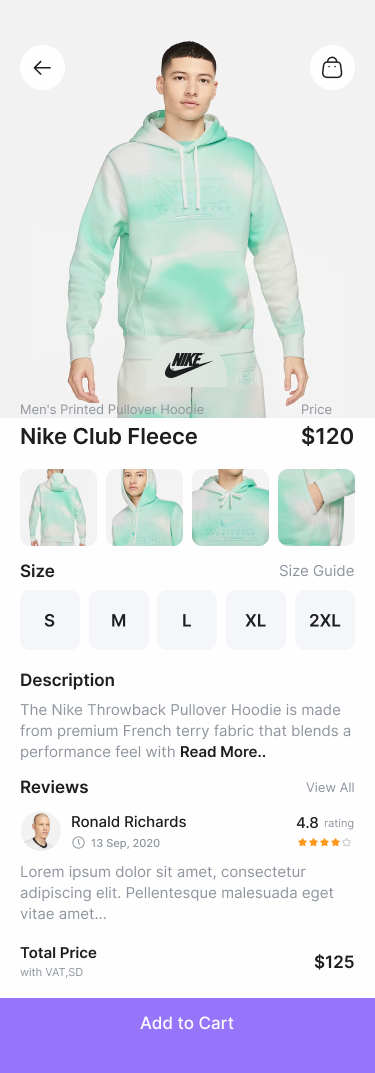 NIKE
Men's Printed Pullover Hoodie Price
Nike Club Fleece $120
Size Size Guide
S M L XL 2XL
Description
The Nike Throwback Pullover Hoodie is made
from premium French terry fabric that blends a
performance feel with Read More..
Reviews View All
Ronald Richards 4.8 rating
13 Sep, 2020
Lorem ipsum dolor sit amet, consectetur
adipiscing elit. Pellentesque malesuada eget
vitae amet...
Total Price $125
with VAT,SD
Add to Cart